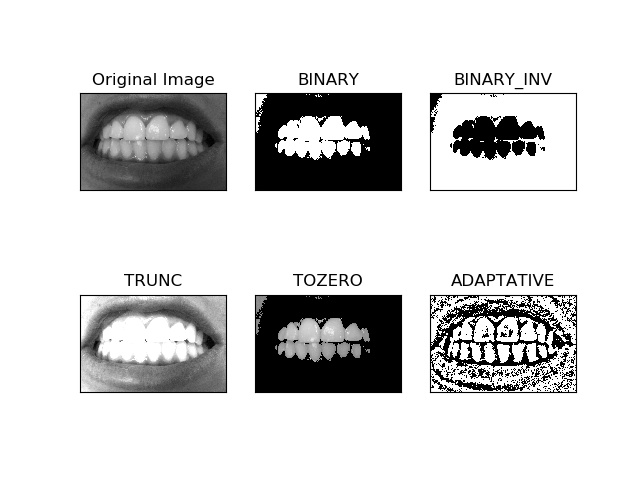 Original Image
BINARY
BINARY_INV
TRUNC
TOZERO
ADAPTATIVE